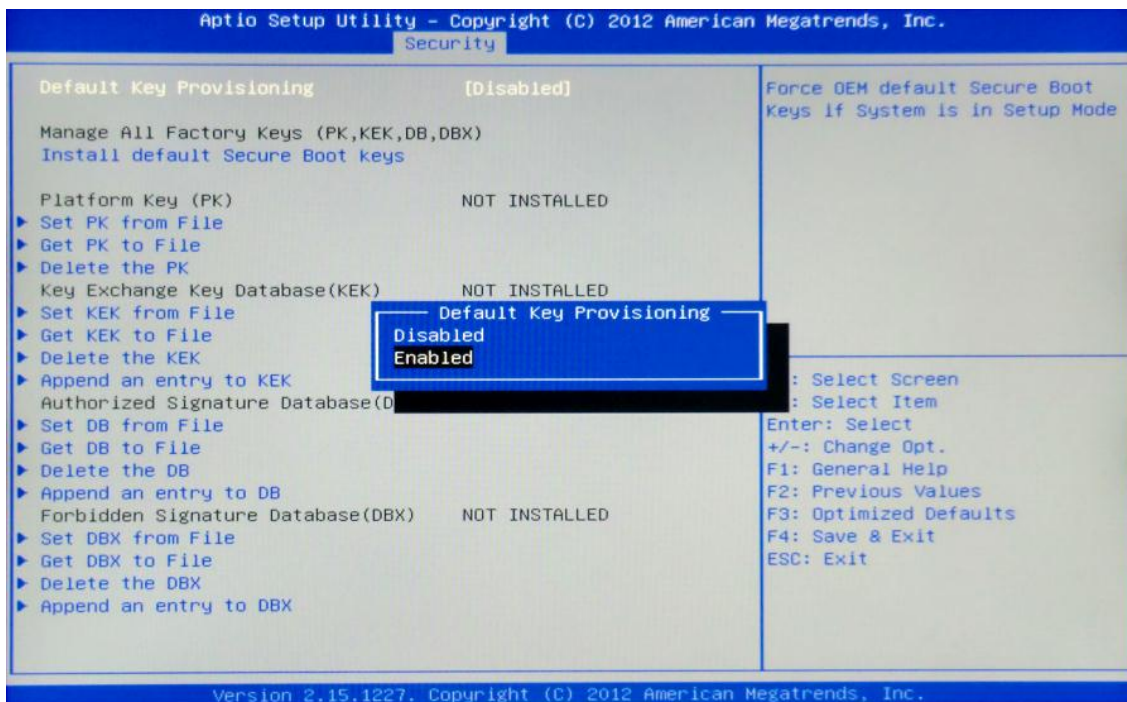 Aptio Setup Utility – Copyright (C) 2012 American Megatrends, Inc.
Security
Default Key Provisioning [Disabled]
Manage All Factory Keys (PK,KEK,DB,DBX)
Install default Secure Boot keys
Platform Key (PK) NOT INSTALLED
Set PK from File
Get PK to File
Delete the PK
Key Exchange Key Database(KEK) NOT INSTALLED
Set KEK from File
Get KEK to File
Delete the KEK
Append an entry to KEK
Authorized Signature Database(D
Set DB from File
Get DB to File
Delete the DB
Append an entry to DB
Forbidden Signature Database(DBX) NOT INSTALLED
Set DBX from File
Get DBX to File
Delete the DBX
Append an entry to DBX
Default Key Provisioning
Disabled
Enabled
Force OEM default Secure Boot
Keys if System is in Setup Mode
: Select Screen
: Select Item
Enter: Select
+/-: Change Opt.
F1: General Help
F2: Previous Values
F3: Optimized Defaults
F4: Save & Exit
ESC: Exit
Version 2.15.1227. Copyright (C) 2012 American Megatrends, Inc.